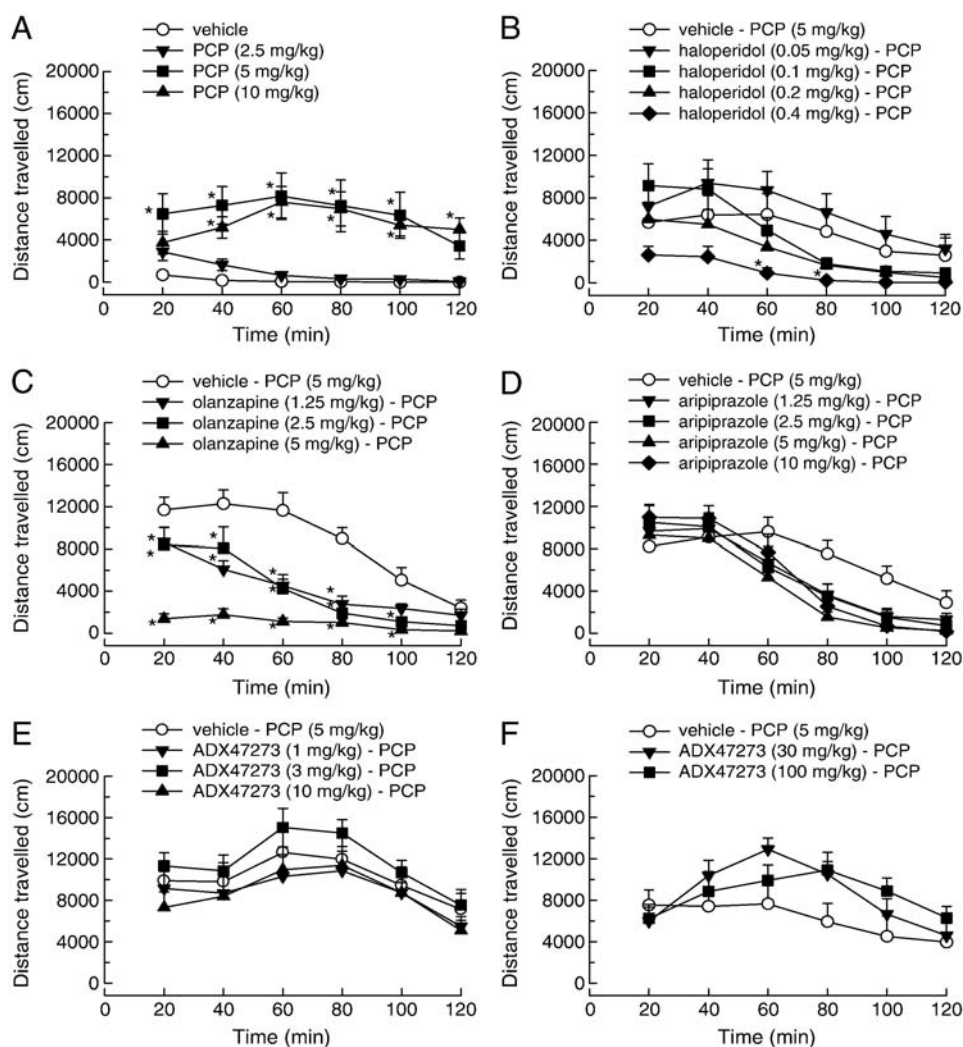 A
vehicle
PCP (2.5 mg/kg)
PCP (5 mg/kg)
PCP (10 mg/kg)
Distance travelled (cm)
20000
16000
12000
8000
4000
0
* * * * *
* * * *
0 20 40 60 80 100 120
Time (min)
B
vehicle - PCP (5 mg/kg)
haloperidol (0.05 mg/kg) - PCP
haloperidol (0.1 mg/kg) - PCP
haloperidol (0.2 mg/kg) - PCP
haloperidol (0.4 mg/kg) - PCP
Distance travelled (cm)
20000
16000
12000
8000
4000
0
* *
0 20 40 60 80 100 120
Time (min)
C
vehicle - PCP (5 mg/kg)
olanzapine (1.25 mg/kg) - PCP
olanzapine (2.5 mg/kg) - PCP
olanzapine (5 mg/kg) - PCP
Distance travelled (cm)
20000
16000
12000
8000
4000
0
* * * * *
* * * *
* * * * *
0 20 40 60 80 100 120
Time (min)
D
vehicle - PCP (5 mg/kg)
aripiprazole (1.25 mg/kg) - PCP
aripiprazole (2.5 mg/kg) - PCP
aripiprazole (5 mg/kg) - PCP
aripiprazole (10 mg/kg) - PCP
Distance travelled (cm)
20000
16000
12000
8000
4000
0
0 20 40 60 80 100 120
Time (min)
E
vehicle - PCP (5 mg/kg)
ADX47273 (1 mg/kg) - PCP
ADX47273 (3 mg/kg) - PCP
ADX47273 (10 mg/kg) - PCP
Distance travelled (cm)
20000
16000
12000
8000
4000
0
0 20 40 60 80 100 120
Time (min)
F
vehicle - PCP (5 mg/kg)
ADX47273 (30 mg/kg) - PCP
ADX47273 (100 mg/kg) - PCP
Distance travelled (cm)
20000
16000
12000
8000
4000
0
0 20 40 60 80 100 120
Time (min)